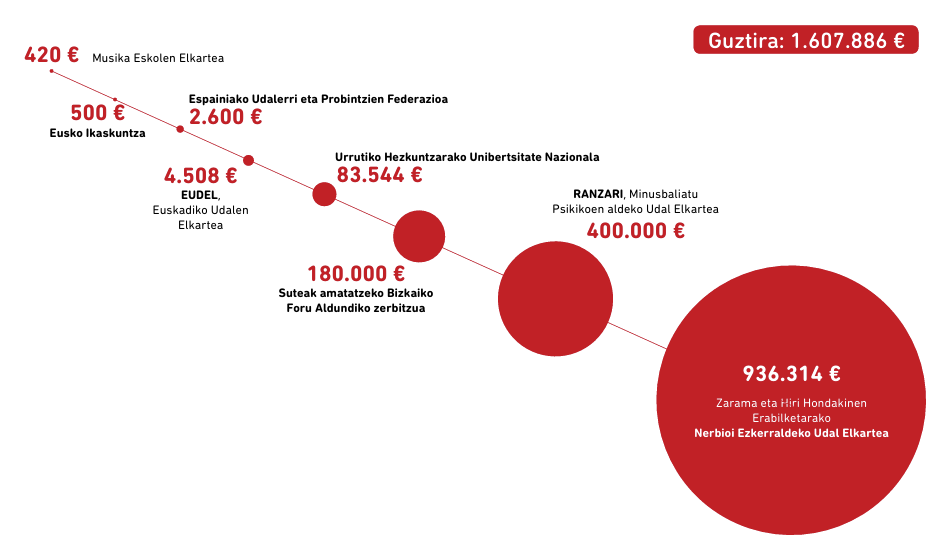 Guztira: 1.607.886 €
420 € Musika Eskolen Elkartea
500 €
Eusko Ikaskuntza
Espainiako Udalerri eta Probintzien Federazioa
2.600 €
4.508 €
EUDEL,
Euskadiko Udalen
Elkartea
Urrutiko Hezkuntzarako Unibertsitate Nazionala
83.544 €
180.000 €
Suteak amatatzeko Bizkaiko
Foru Aldundiko zerbitzua
RANZARI, Minusbaliatu
Psikikoen aldeko Udal Elkartea
400.000 €
936.314 €
Zarama eta Hiri Hondakinen
Erabilketarako
Nerbioi Ezkerraldeko Udal Elkartea